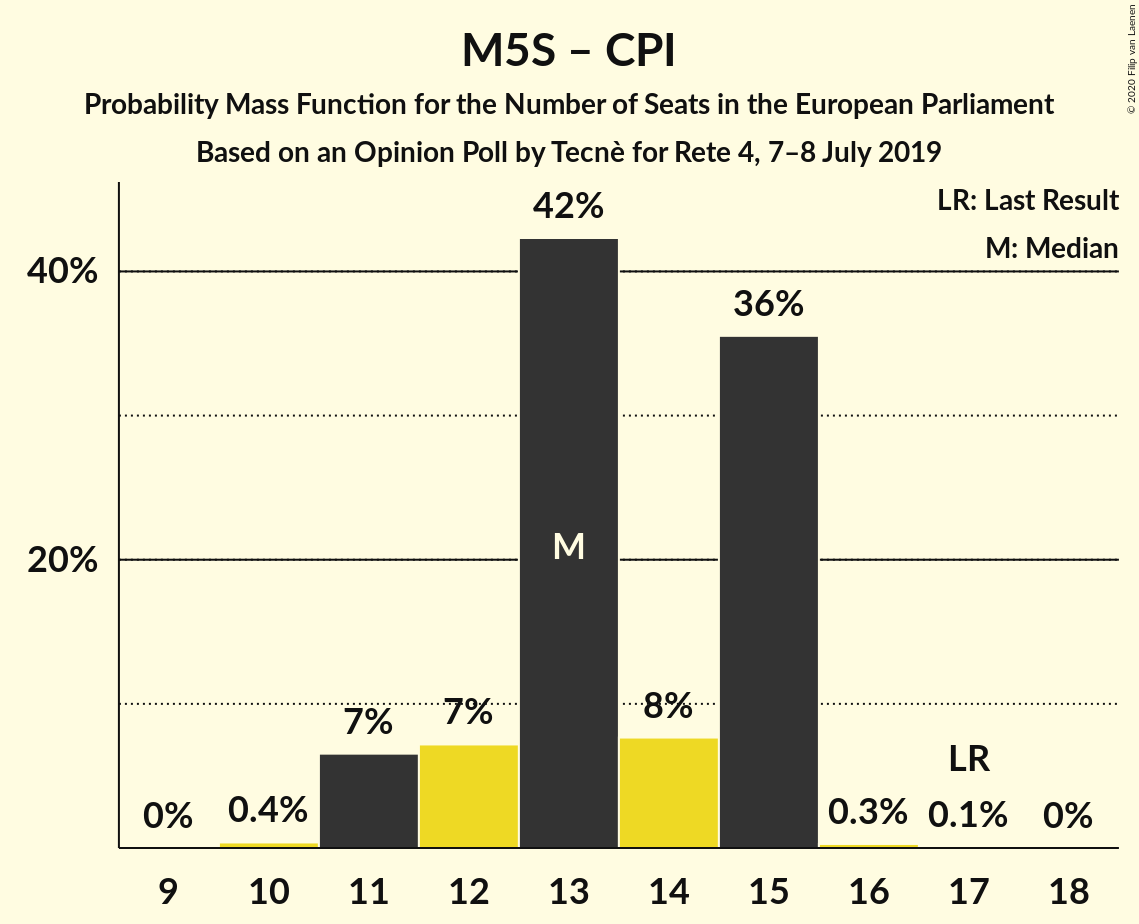 M5S – CPI
Probability Mass Function for the Number of Seats in the European Parliament
Based on an Opinion Poll by Tecnè for Rete 4, 7–8 July 2019
© 2020 Filip van Laenen
LR: Last Result
M: Median
40%
20%
0%
0.4%
7%
7%
42%
M
8%
36%
0.3%
LR
0.1%
0%
9 10 11 12 13 14 15 16 17 18